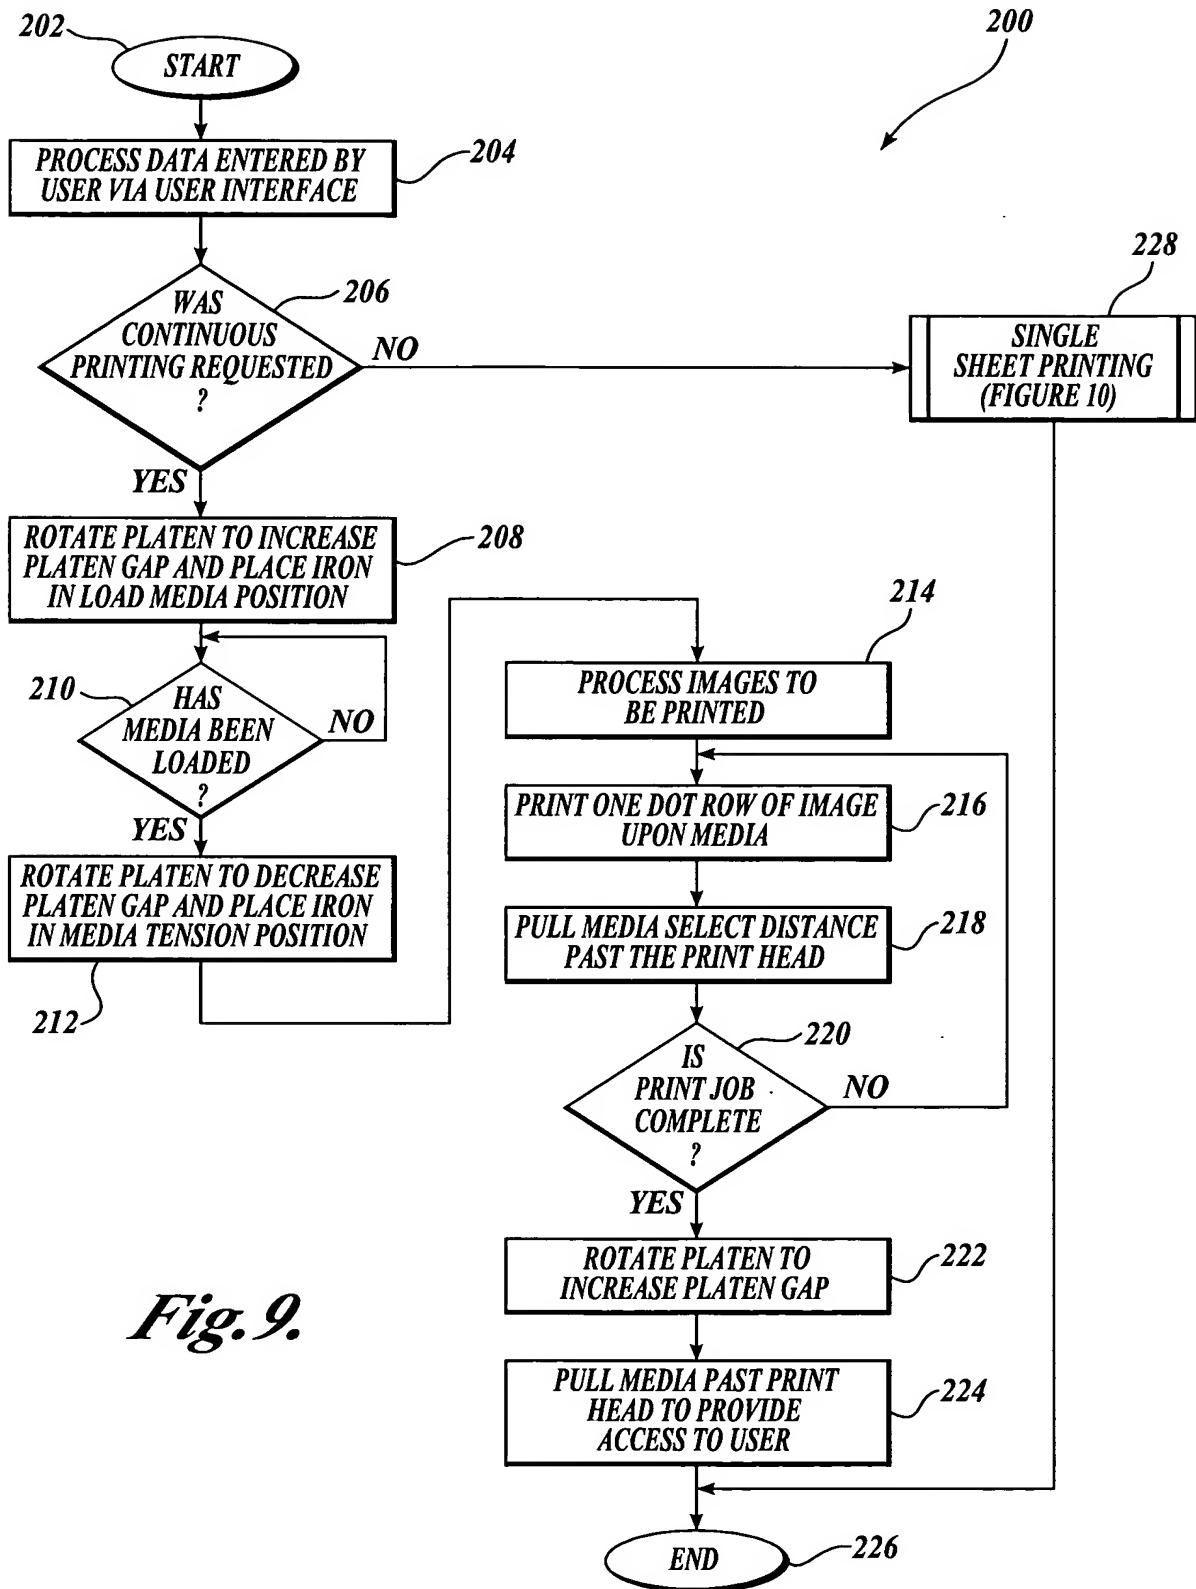 202
START
200
PROCESS DATA ENTERED BY
USER VIA USER INTERFACE
204
WAS
CONTINUOUS
PRINTING REQUESTED
?
206
NO
228
SINGLE
SHEET PRINTING
(FIGURE 10)
YES
ROTATE PLATEN TO INCREASE
PLATEN GAP AND PLACE IRON
IN LOAD MEDIA POSITION
208
210
HAS
MEDIA BEEN
LOADED
?
NO
YES
ROTATE PLATEN TO DECREASE
PLATEN GAP AND PLACE IRON
IN MEDIA TENSION POSITION
212
214
PROCESS IMAGES TO
BE PRINTED
PRINT ONE DOT ROW OF IMAGE
UPON MEDIA
216
PULL MEDIA SELECT DISTANCE
PAST THE PRINT HEAD
218
IS
PRINT JOB
COMPLETE
?
220
NO
YES
ROTATE PLATEN TO
INCREASE PLATEN GAP
222
PULL MEDIA PAST PRINT
HEAD TO PROVIDE
ACCESS TO USER
224
END
226
Fig. 9.